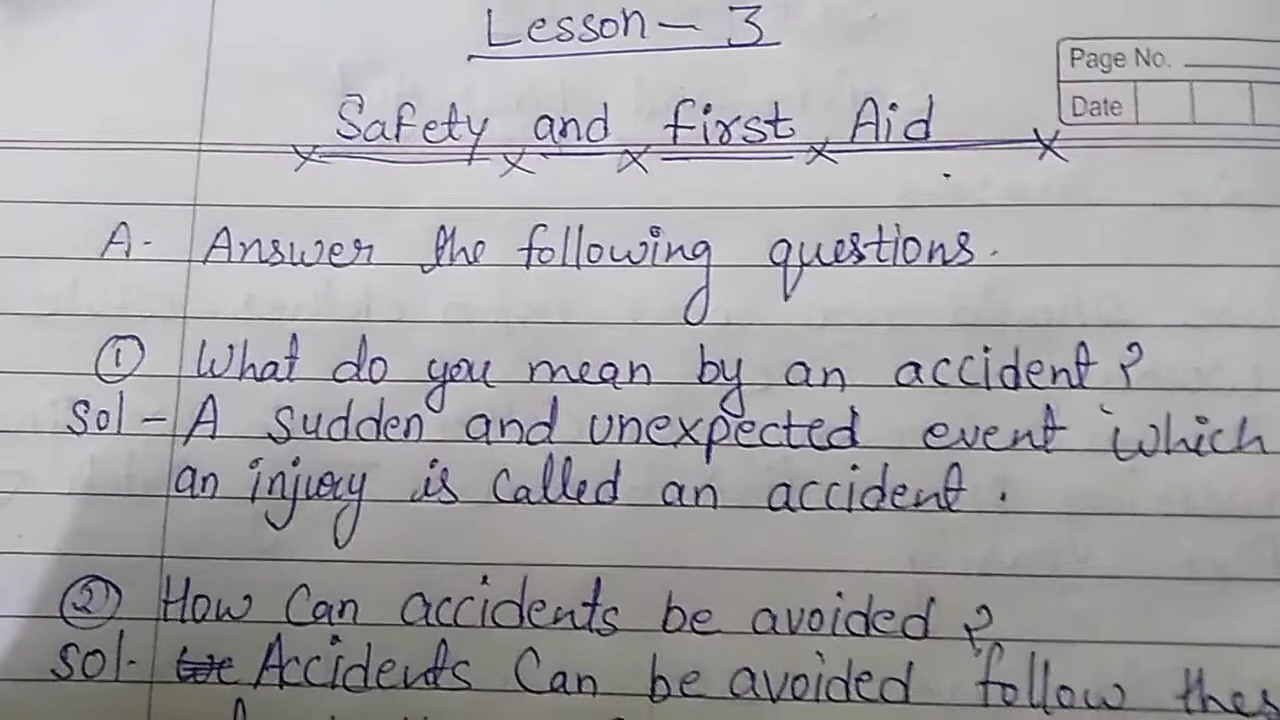 Lesson - 3
Page No.
Date
Safety and first Aid
A. Answer the following questions.
① What do you mean by an accident?
Sol - A sudden and unexpected event which
an injury is called an accident.
② How Can accidents be avoided?
Sol. Accidents Can be avoided follow